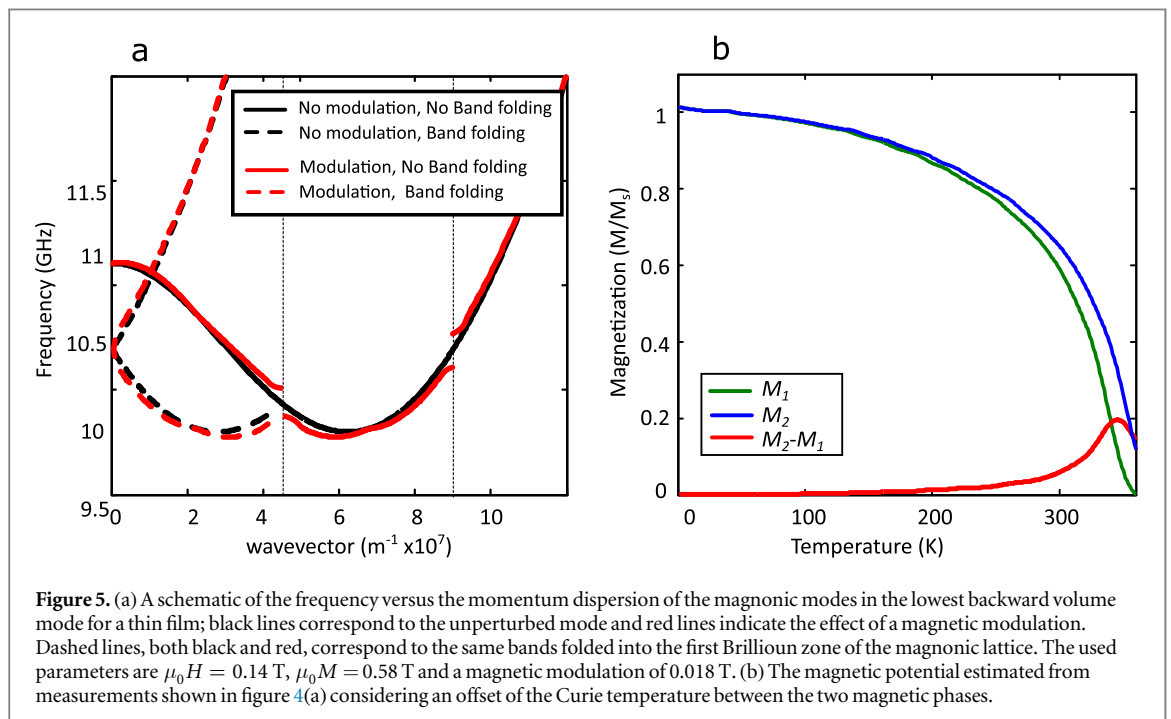 a
b
No modulation, No Band folding
No modulation, Band folding
Modulation, No Band folding
Modulation, Band folding
Frequency (GHz)
11.5
11
10.5
10
9.5
0
2
4
6
8
10
wavevector (m⁻¹ x10⁷)
Magnetization (M/Mₛ)
1
0.8
0.6
0.4
0.2
0
M₁
M₂
M₂-M₁
0
100
200
300
Temperature (K)
Figure 5. (a) A schematic of the frequency versus the momentum dispersion of the magnonic modes in the lowest backward volume
mode for a thin film; black lines correspond to the unperturbed mode and red lines indicate the effect of a magnetic modulation.
Dashed lines, both black and red, correspond to the same bands folded into the first Brillioun zone of the magnonic lattice. The used
parameters are μ₀H = 0.14 T, μ₀M = 0.58 T and a magnetic modulation of 0.018 T. (b) The magnetic potential estimated from
measurements shown in figure 4(a) considering an offset of the Curie temperature between the two magnetic phases.